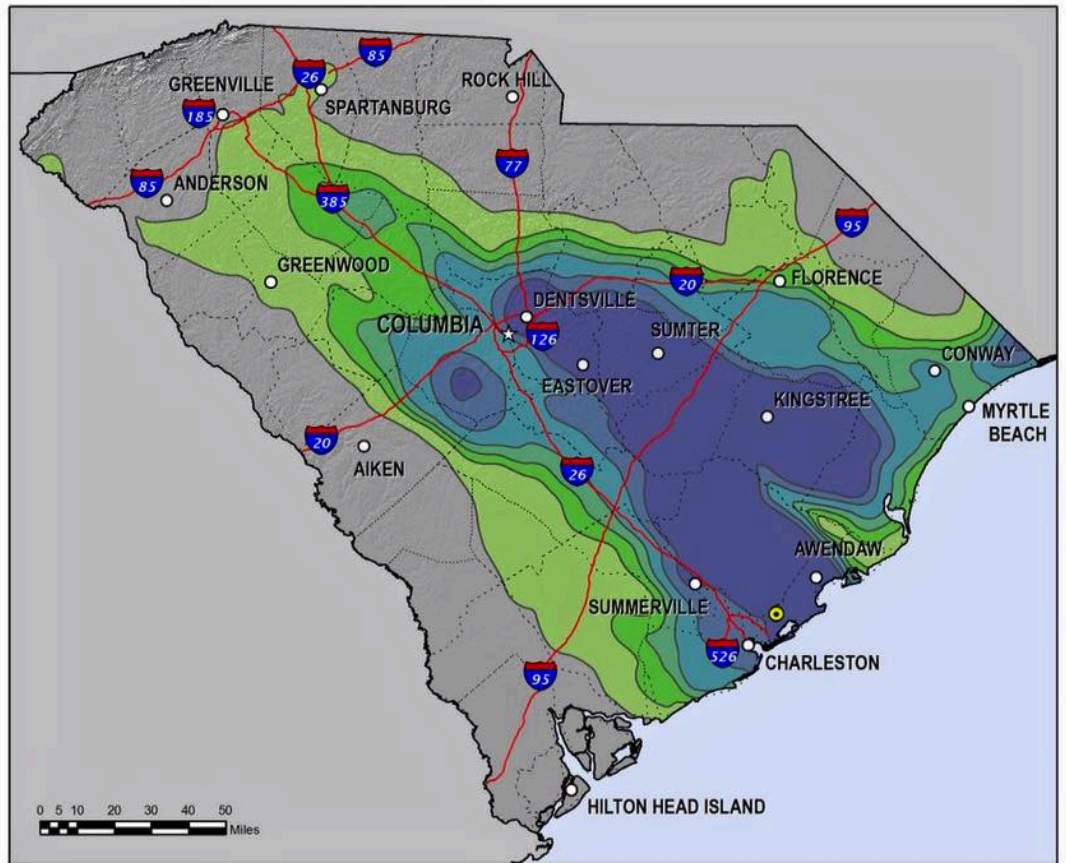 85
26
GREENVILLE
ROCK HILL
185
SPARTANBURG
77
85
ANDERSON
385
95
GREENWOOD
20
FLORENCE
DENTSVILLE
COLUMBIA
126
SUMTER
CONWAY
EASTOVER
KINGSTREE
MYRTLE
BEACH
20
AIKEN
26
AWENDAW
SUMMERVILLE
526
CHARLESTON
95
HILTON HEAD ISLAND
0 5 10 20 30 40 50
Miles